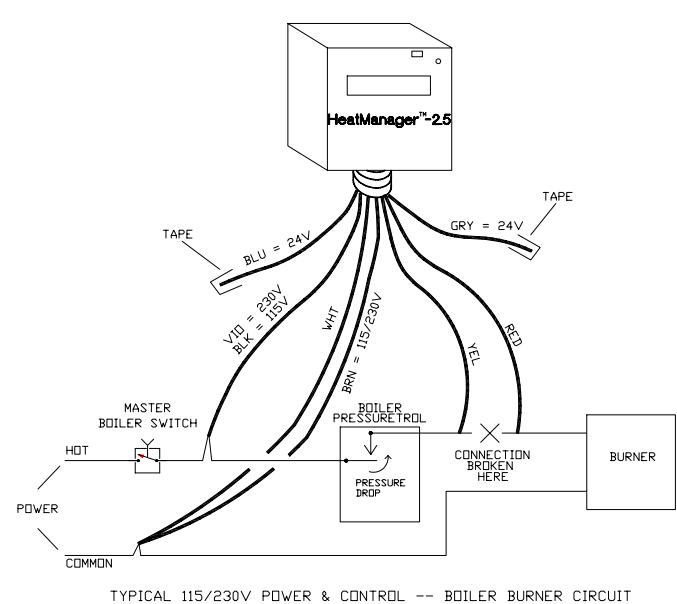 HeatManager™-2.5
TAPE
GRY = 24V
TAPE
BLU = 24V
VIO = 230V
BLK = 115V
WHT
BRN = 115/230V
YEL
RED
MASTER
BOILER SWITCH
BOILER
PRESSURETROL
HOT
CONNECTION
BROKEN
HERE
BURNER
PRESSURE
DROP
POWER
COMMON
TYPICAL 115/230V POWER & CONTROL -- BOILER BURNER CIRCUIT